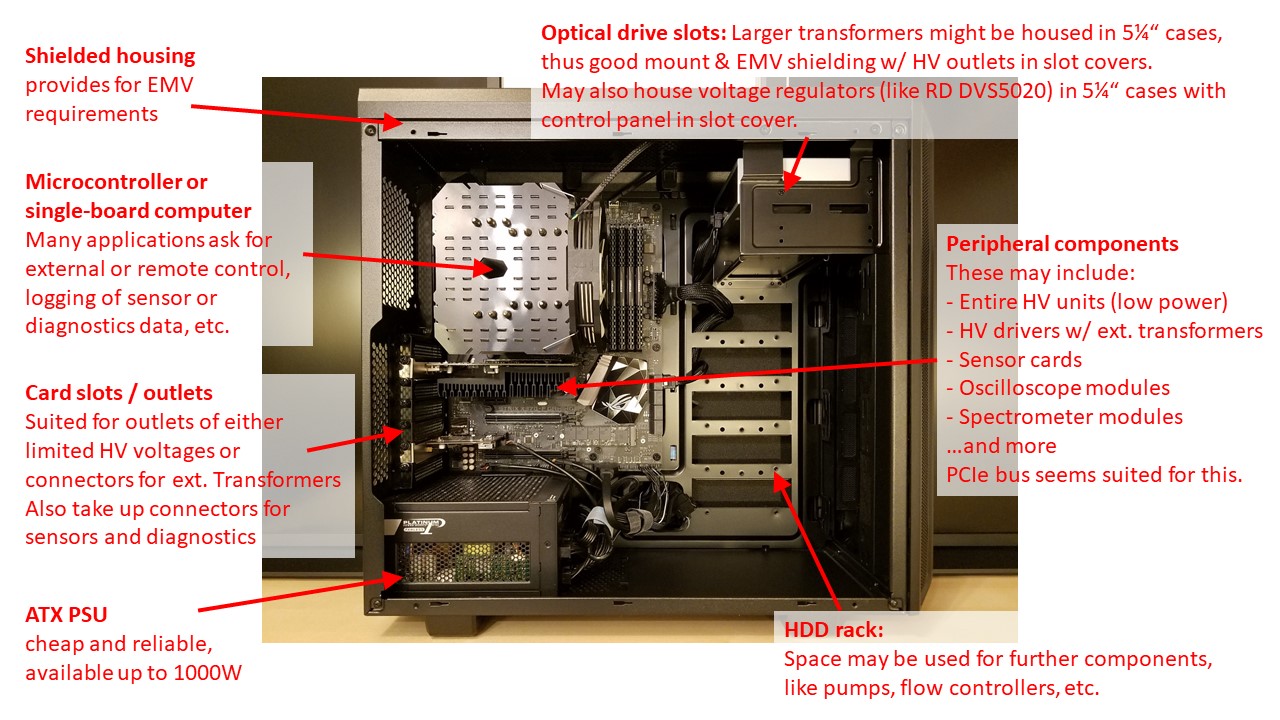 Optical drive slots: Larger transformers might be housed in 5¼“ cases,
thus good mount & EMV shielding w/ HV outlets in slot covers.
May also house voltage regulators (like RD DVS5020) in 5¼“ cases with
control panel in slot cover.
Shielded housing
provides for EMV
requirements
Microcontroller or
single-board computer
Many applications ask for
external or remote control,
logging of sensor or
diagnostics data, etc.
Peripheral components
These may include:
- Entire HV units (low power)
- HV drivers w/ ext. transformers
- Sensor cards
- Oscilloscope modules
- Spectrometer modules
…and more
PCIe bus seems suited for this.
Card slots / outlets
Suited for outlets of either
limited HV voltages or
connectors for ext. Transformers
Also take up connectors for
sensors and diagnostics
PLATINUM
ATX PSU
cheap and reliable,
available up to 1000W
HDD rack:
Space may be used for further components,
like pumps, flow controllers, etc.